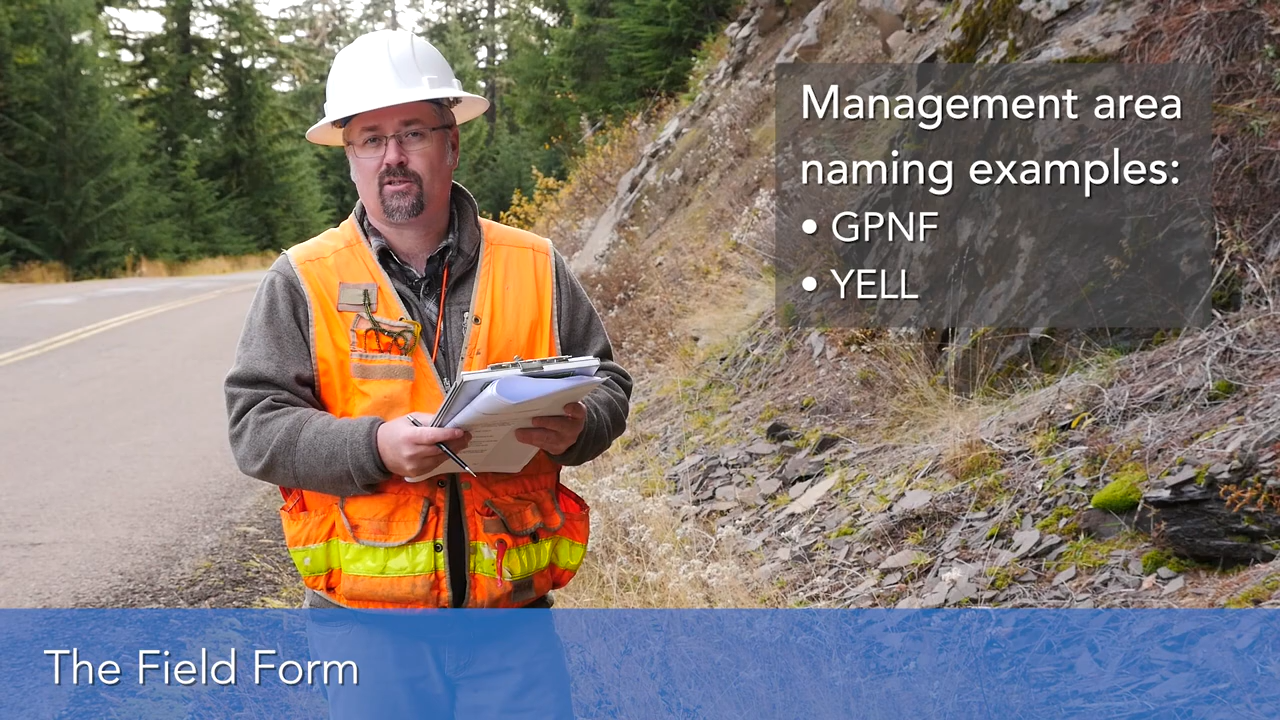 Management area
naming examples:
• GPNF
• YELL
The Field Form